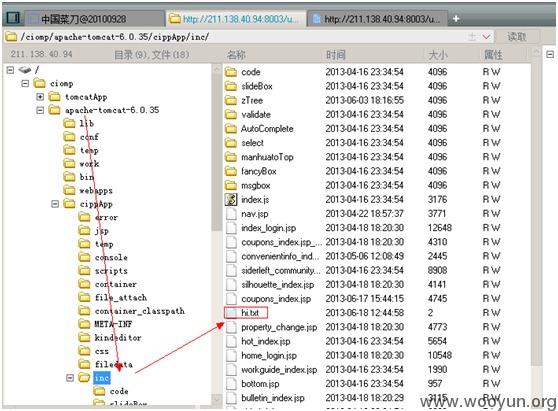 中国菜刀@20100928 http://211.138.40.94:8003/u... http://211.138.40.94:8003/...
/ciomp/apache-tomcat-6.0.35/cippApp/inc/ 读取
211.138.40.94 目录(9),文件(18) 名称 时间 大小 属性
/
ciomp
tomcatApp
apache-tomcat-6.0.35
lib
conf
temp
work
bin
webapps
cippApp
error
jsp
temp
console
scripts
container
file_attach
container_classpath
META-INF
kindeditor
css
filedata
inc
code
slideBox
code 2013-04-16 23:34:54 4096 R W
slideBox 2013-04-16 23:34:54 4096 R W
zTree 2013-06-03 18:16:55 4096 R W
validate 2013-04-16 23:34:54 4096 R W
AutoComplete 2013-04-16 23:34:54 4096 R W
select 2013-04-16 23:34:54 4096 R W
manhuatoTop 2013-04-16 23:34:54 4096 R W
fancyBox 2013-04-16 23:34:54 4096 R W
msgbox 2013-04-16 23:34:54 4096 R W
index.js 2013-04-16 23:34:54 3176 R W
nav.jsp 2013-04-22 18:57:37 3771 R W
index_login.jsp 2013-04-18 18:20:30 12648 R W
coupons_index.jsp_... 2013-04-18 18:20:30 4310 R W
convenientinfo_ind... 2013-05-06 12:08:49 2445 R W
siderleft_community... 2013-04-16 23:34:54 8908 R W
silhouette_index.jsp 2013-04-18 18:20:30 4141 R W
coupons_index.jsp 2013-06-17 15:44:15 4745 R W
hi.txt 2013-06-18 12:44:58 2 R W
property_change.jsp 2013-04-18 18:20:30 4773 R W
hot_index.jsp 2013-04-18 18:20:30 5654 R W
home_login.jsp 2013-04-18 18:20:30 10548 R W
workguide_index.jsp 2013-04-18 18:20:30 1990 R W
bottom.jsp 2013-04-18 18:20:30 957 R W
bulletin_index.jsp 2013-04-18 18:20:29 3115 R W
www.wooyun.org